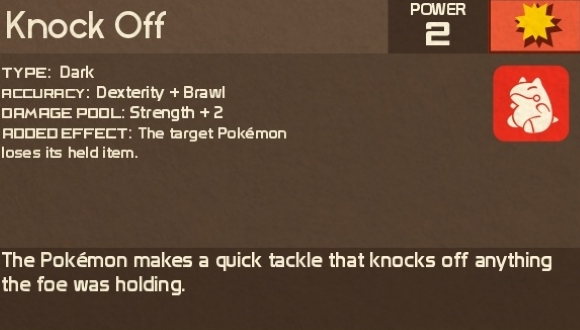 Knock Off
POWER
2
TYPE: Dark
ACCURACY: Dexterity + Brawl
DAMAGE POOL: Strength + 2
ADDED EFFECT: The target Pokémon
loses its held item.
The Pokémon makes a quick tackle that knocks off anything
the foe was holding.